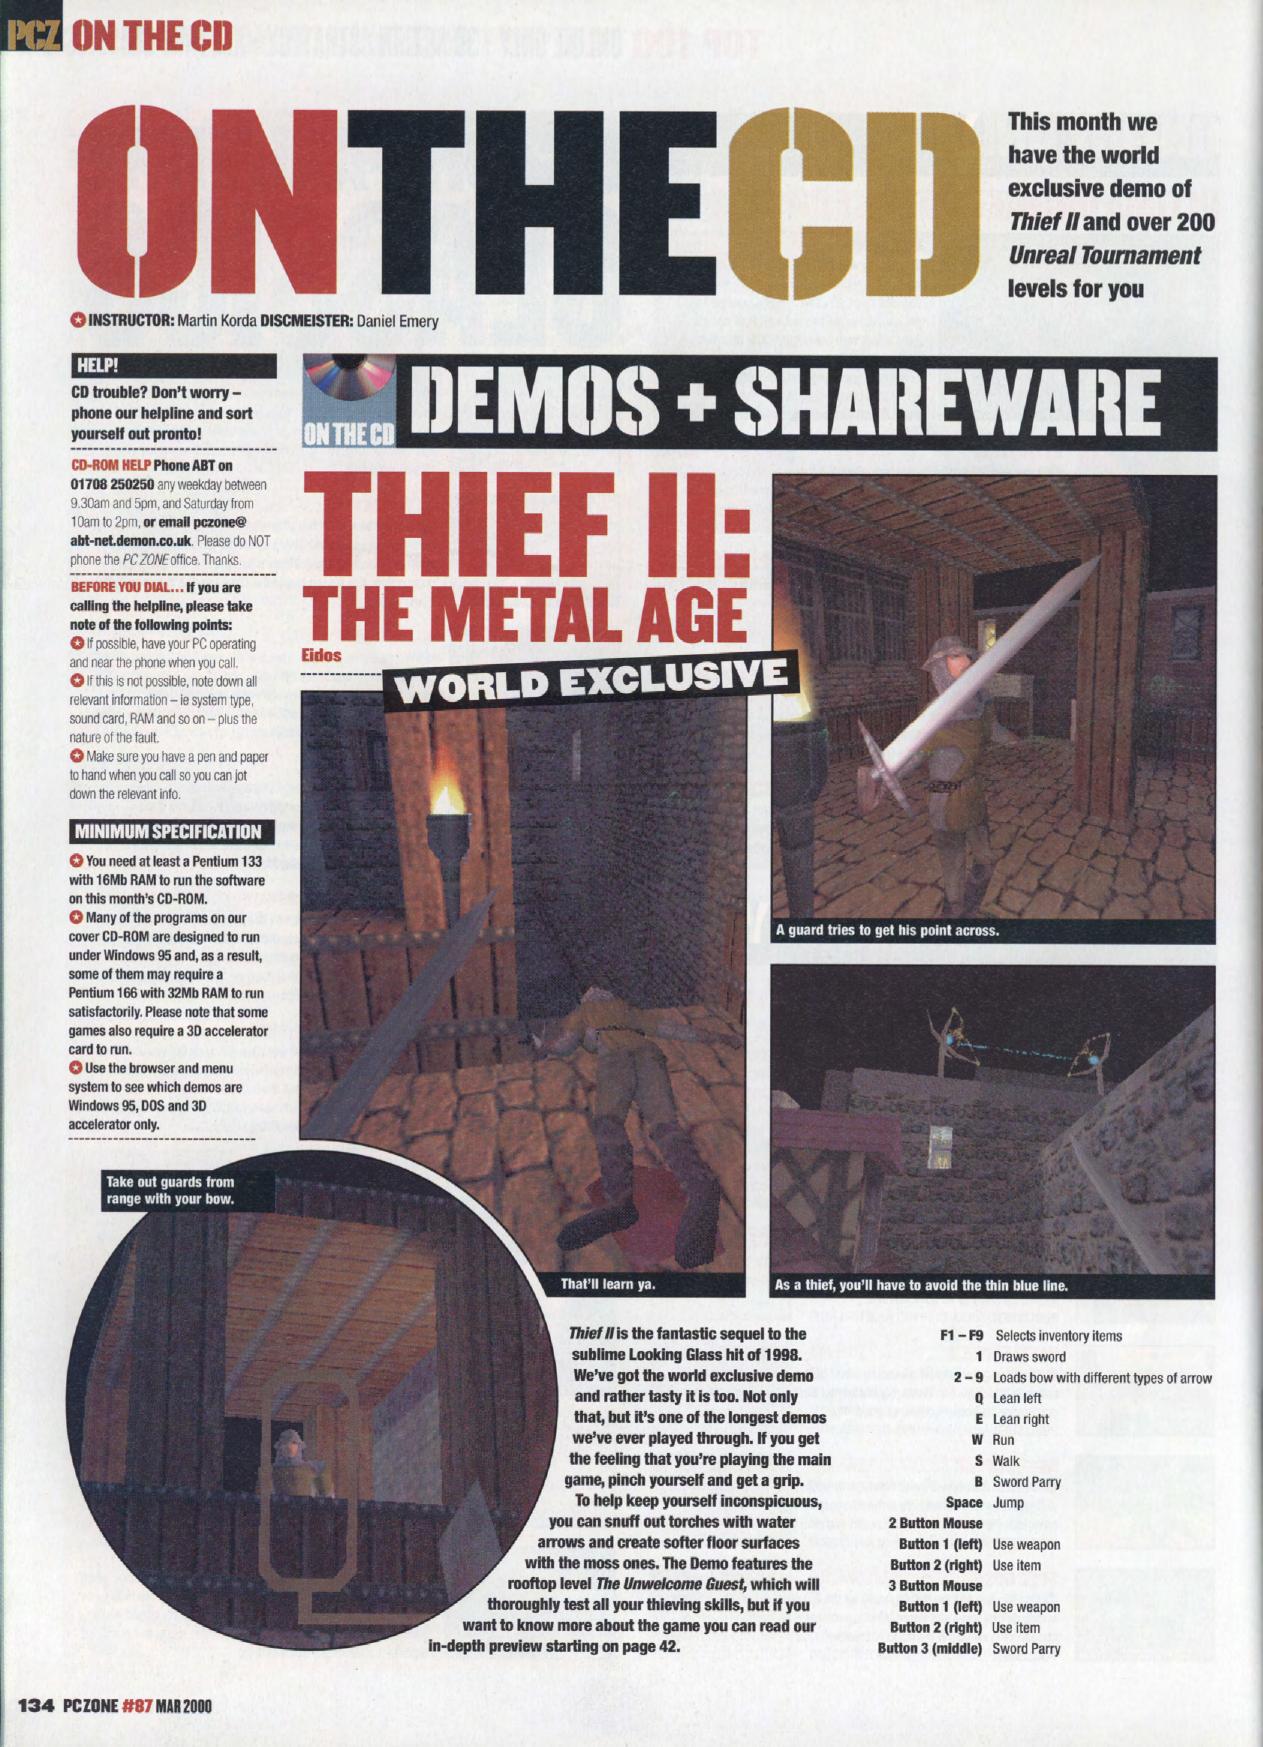 PCZ ON THE CD
ONTHECD
This month we
have the world
exclusive demo of
Thief II and over 200
Unreal Tournament
levels for you
INSTRUCTOR: Martin Korda DISCMEISTER: Daniel Emery
HELP!
CD trouble? Don't worry –
phone our helpline and sort
yourself out pronto!
CD-ROM HELP Phone ABT on
01708 250250 any weekday between
9.30am and 5pm, and Saturday from
10am to 2pm, or email pczone@
abt-net.demon.co.uk. Please do NOT
phone the PC ZONE office. Thanks.
BEFORE YOU DIAL... If you are
calling the helpline, please take
note of the following points:
If possible, have your PC operating
and near the phone when you call.
If this is not possible, note down all
relevant information – ie system type,
sound card, RAM and so on – plus the
nature of the fault.
Make sure you have a pen and paper
to hand when you call so you can jot
down the relevant info.
MINIMUM SPECIFICATION
You need at least a Pentium 133
with 16Mb RAM to run the software
on this month's CD-ROM.
Many of the programs on our
cover CD-ROM are designed to run
under Windows 95 and, as a result,
some of them may require a
Pentium 166 with 32Mb RAM to run
satisfactorily. Please note that some
games also require a 3D accelerator
card to run.
Use the browser and menu
system to see which demos are
Windows 95, DOS and 3D
accelerator only.
ON THE CD
DEMOS + SHAREWARE
THIEF II:
THE METAL AGE
Eidos
WORLD EXCLUSIVE
A guard tries to get his point across.
Take out guards from
range with your bow.
That'll learn ya.
As a thief, you'll have to avoid the thin blue line.
Thief II is the fantastic sequel to the
sublime Looking Glass hit of 1998.
We've got the world exclusive demo
and rather tasty it is too. Not only
that, but it's one of the longest demos
we've ever played through. If you get
the feeling that you're playing the main
game, pinch yourself and get a grip.
To help keep yourself inconspicuous,
you can snuff out torches with water
arrows and create softer floor surfaces
with the moss ones. The Demo features the
rooftop level The Unwelcome Guest, which will
thoroughly test all your thieving skills, but if you
want to know more about the game you can read our
in-depth preview starting on page 42.
F1 – F9 Selects inventory items
1 Draws sword
2 – 9 Loads bow with different types of arrow
Q Lean left
E Lean right
W Run
S Walk
B Sword Parry
Space Jump
2 Button Mouse
Button 1 (left) Use weapon
Button 2 (right) Use item
3 Button Mouse
Button 1 (left) Use weapon
Button 2 (right) Use item
Button 3 (middle) Sword Parry
134 PCZONE #87 MAR 2000